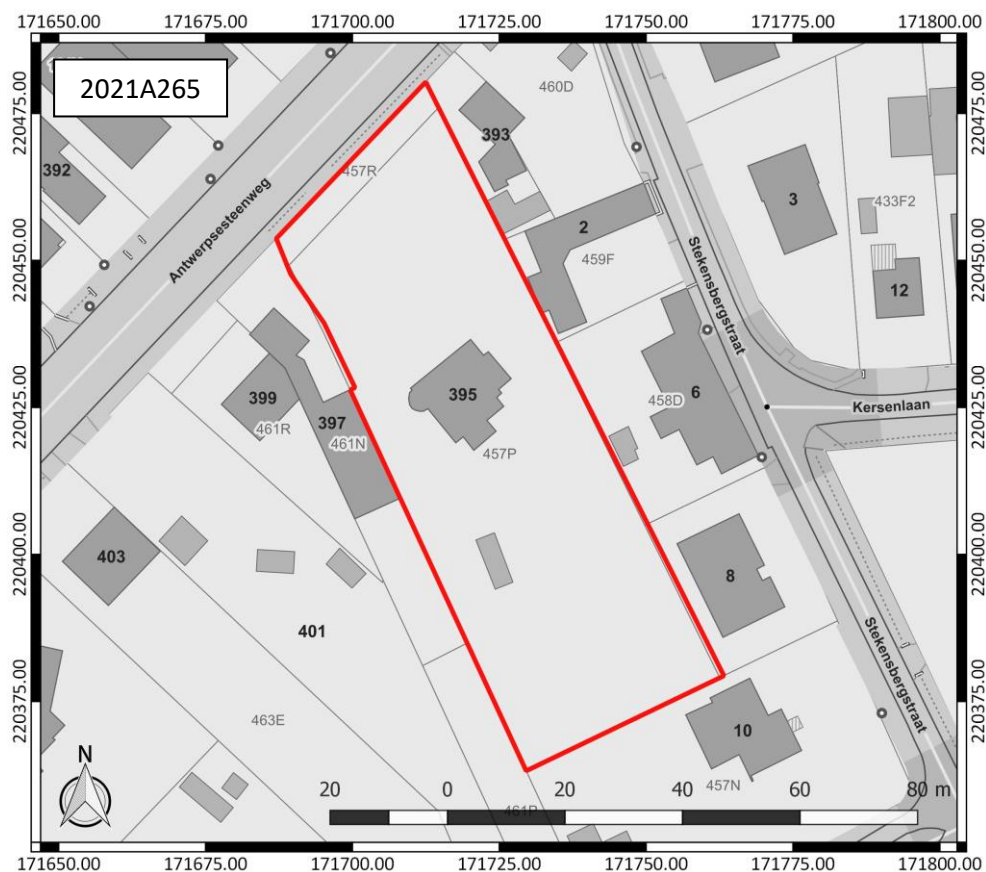 171650.00 171675.00 171700.00 171725.00 171750.00 171775.00 171800.00
2021A265
460D
220475.00
220475.00
393
392
457R
3
433F2
Antwerpsesteenweg
2
220450.00
220450.00
459F
Stekensbergstraat
12
399
395
6
458D
Kersenlaan
220425.00
220425.00
397
461R
461N
457P
403
220400.00
220400.00
8
401
Stekensbergstraat
220375.00
220375.00
463E
10
N
457N
20 0 20 40 60 80 m
461P
171650.00 171675.00 171700.00 171725.00 171750.00 171775.00 171800.00